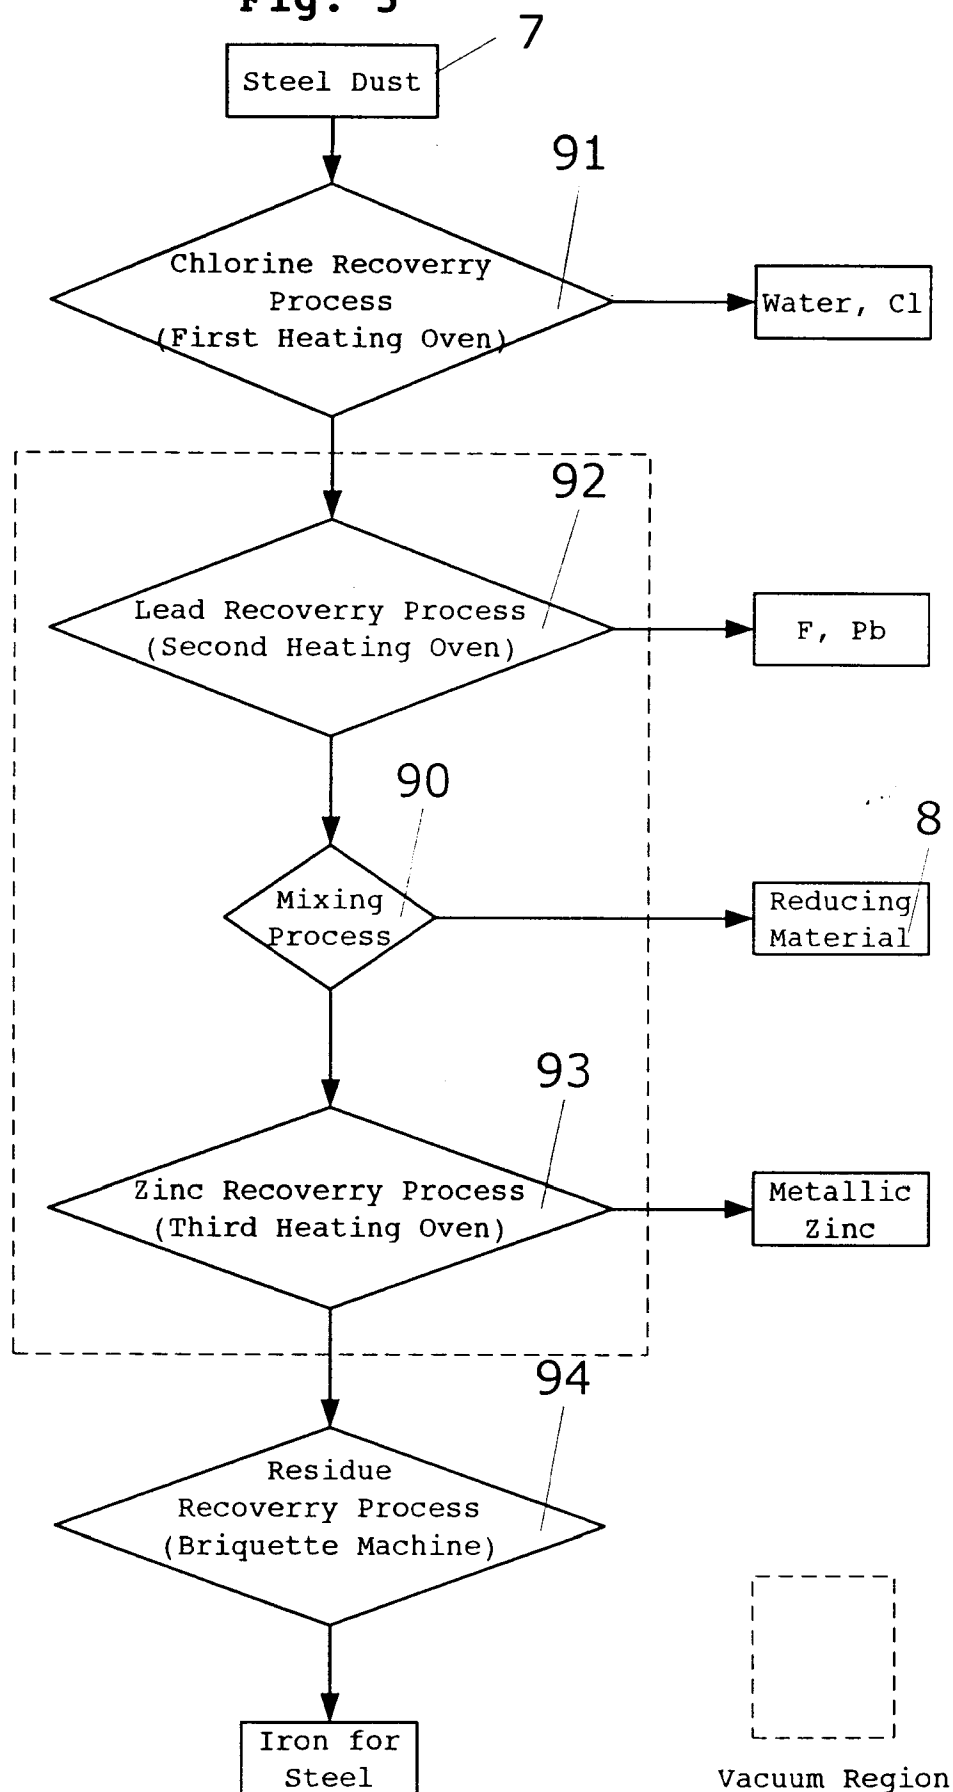 Fig. 3
7
Steel Dust
91
Chlorine Recoverry
Process
(First Heating Oven)
Water, Cl
92
Lead Recoverry Process
(Second Heating Oven)
F, Pb
90
8
Mixing
Process
Reducing
Material
93
Zinc Recoverry Process
(Third Heating Oven)
Metallic
Zinc
94
Residue
Recoverry Process
(Briquette Machine)
Iron for
Steel
Vacuum Region